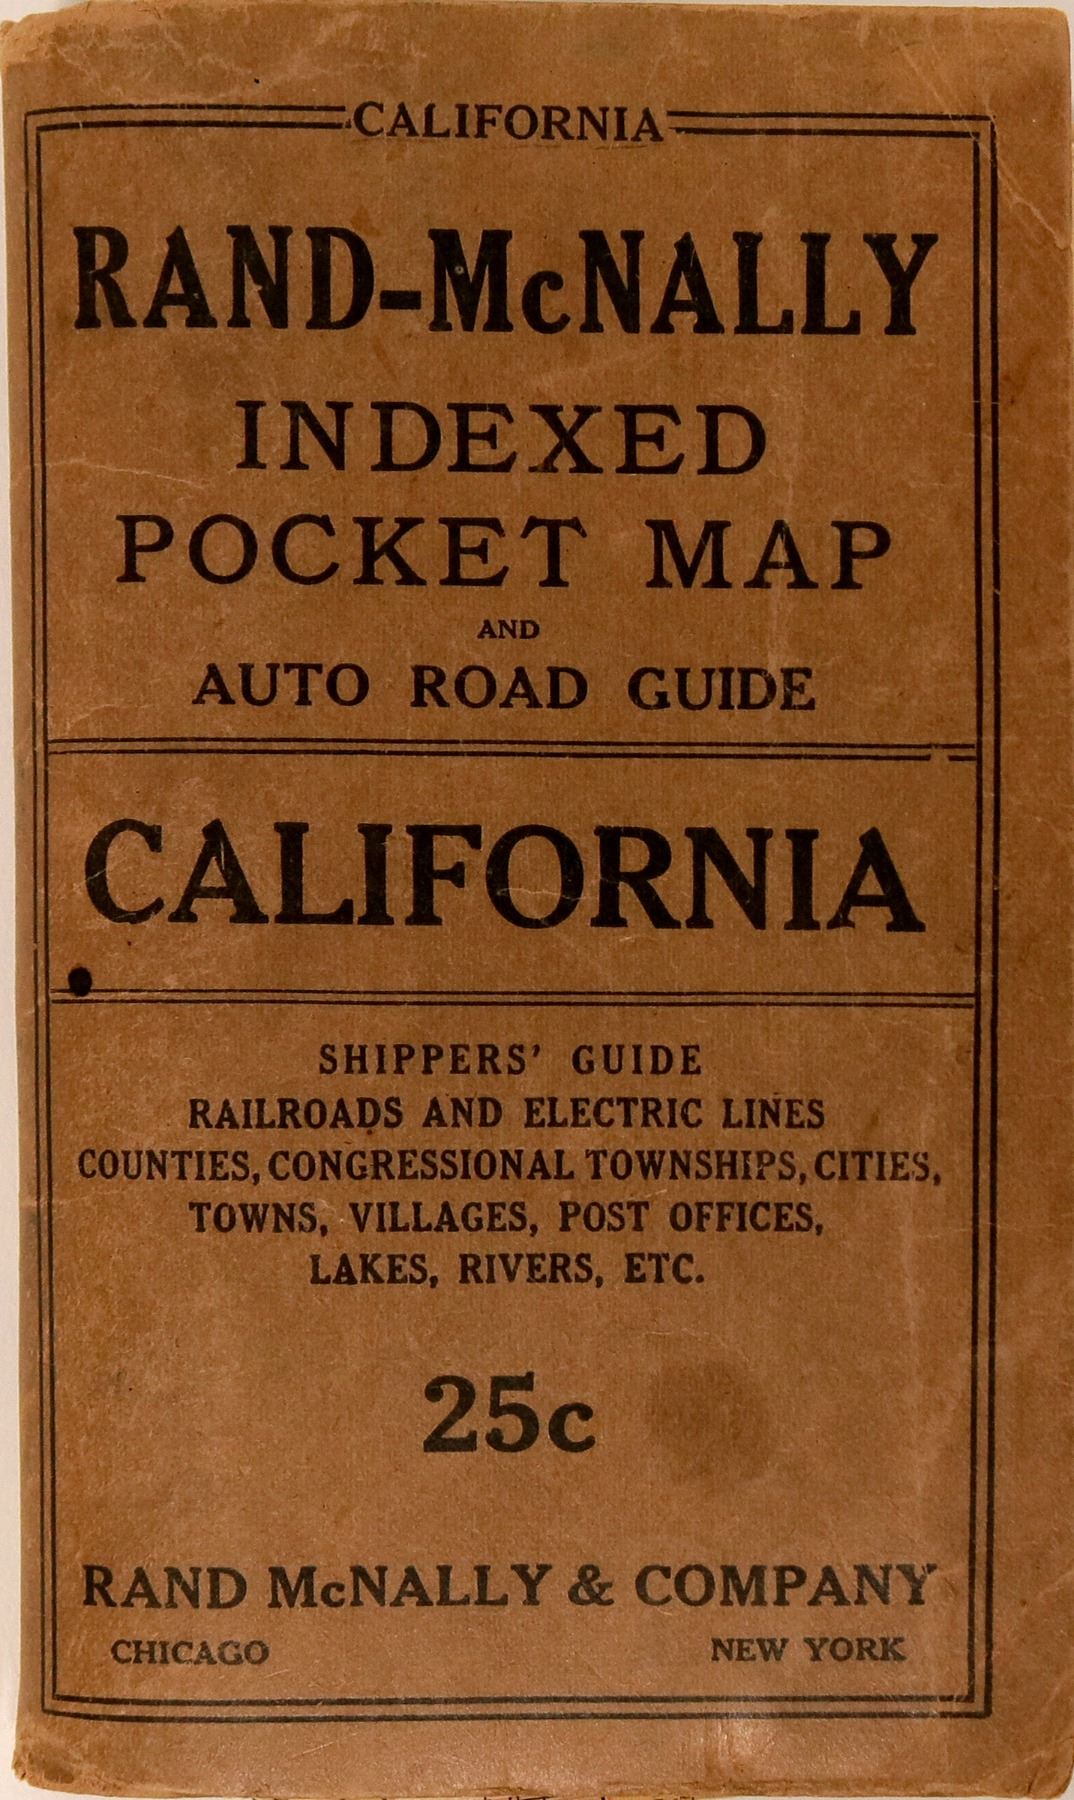 CALIFORNIA
RAND-McNALLY
INDEXED
POCKET MAP
AND
AUTO ROAD GUIDE
CALIFORNIA
SHIPPERS' GUIDE
RAILROADS AND ELECTRIC LINES
COUNTIES, CONGRESSIONAL TOWNSHIPS, CITIES,
TOWNS, VILLAGES, POST OFFICES,
LAKES, RIVERS, ETC.
25c
RAND McNALLY & COMPANY
CHICAGO NEW YORK